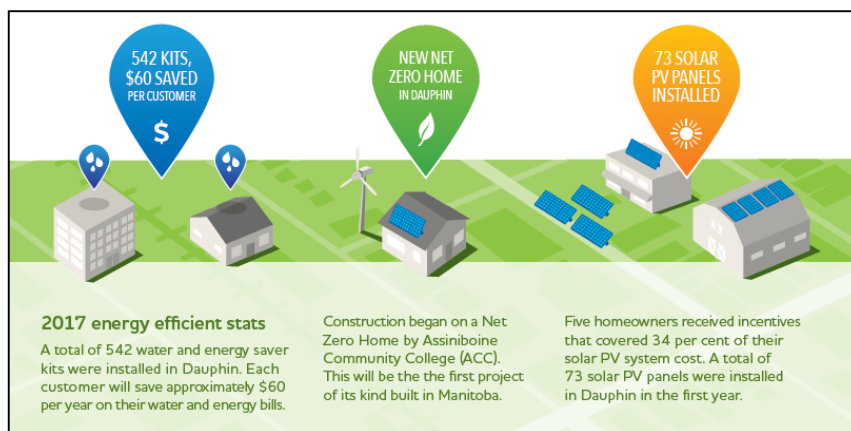 542 KITS,
$60 SAVED
PER CUSTOMER
$
NEW NET
ZERO HOME
IN DAUPHIN
73 SOLAR
PV PANELS
INSTALLED
2017 energy efficient stats
A total of 542 water and energy saver
kits were installed in Dauphin. Each
customer will save approximately $60
per year on their water and energy bills.
Construction began on a Net
Zero Home by Assiniboine
Community College (ACC).
This will be the the first project
of its kind built in Manitoba.
Five homeowners received incentives
that covered 34 per cent of their
solar PV system cost. A total of
73 solar PV panels were installed
in Dauphin in the first year.